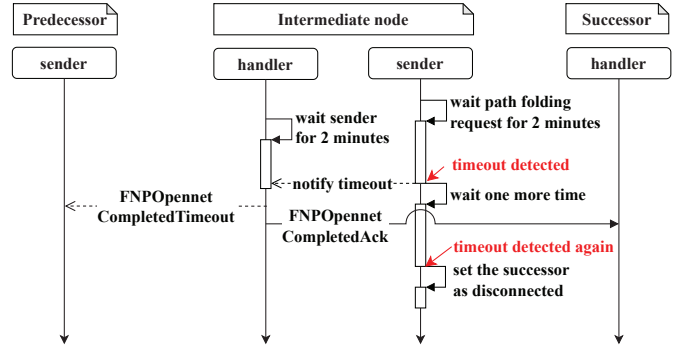 Predecessor
Intermediate node
Successor
sender
handler
sender
handler
wait sender
for 2 minutes
wait path folding
request for 2 minutes
timeout detected
notify timeout
wait one more time
FNPOpennet
CompletedTimeout
FNPOpennet
CompletedAck
timeout detected again
set the successor
as disconnected